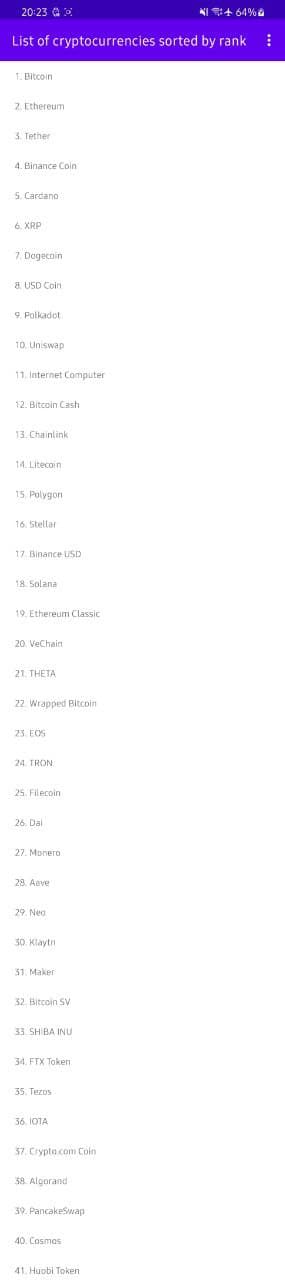 20:23 64%
List of cryptocurrencies sorted by rank
1. Bitcoin
2. Ethereum
3. Tether
4. Binance Coin
5. Cardano
6. XRP
7. Dogecoin
8. USD Coin
9. Polkadot
10. Uniswap
11. Internet Computer
12. Bitcoin Cash
13. Chainlink
14. Litecoin
15. Polygon
16. Stellar
17. Binance USD
18. Solana
19. Ethereum Classic
20. VeChain
21. THETA
22. Wrapped Bitcoin
23. EOS
24. TRON
25. Filecoin
26. Dai
27. Monero
28. Aave
29. Neo
30. Klaytn
31. Maker
32. Bitcoin SV
33. SHIBA INU
34. FTX Token
35. Tezos
36. IOTA
37. Crypto.com Coin
38. Algorand
39. PancakeSwap
40. Cosmos
41. Huobi Token